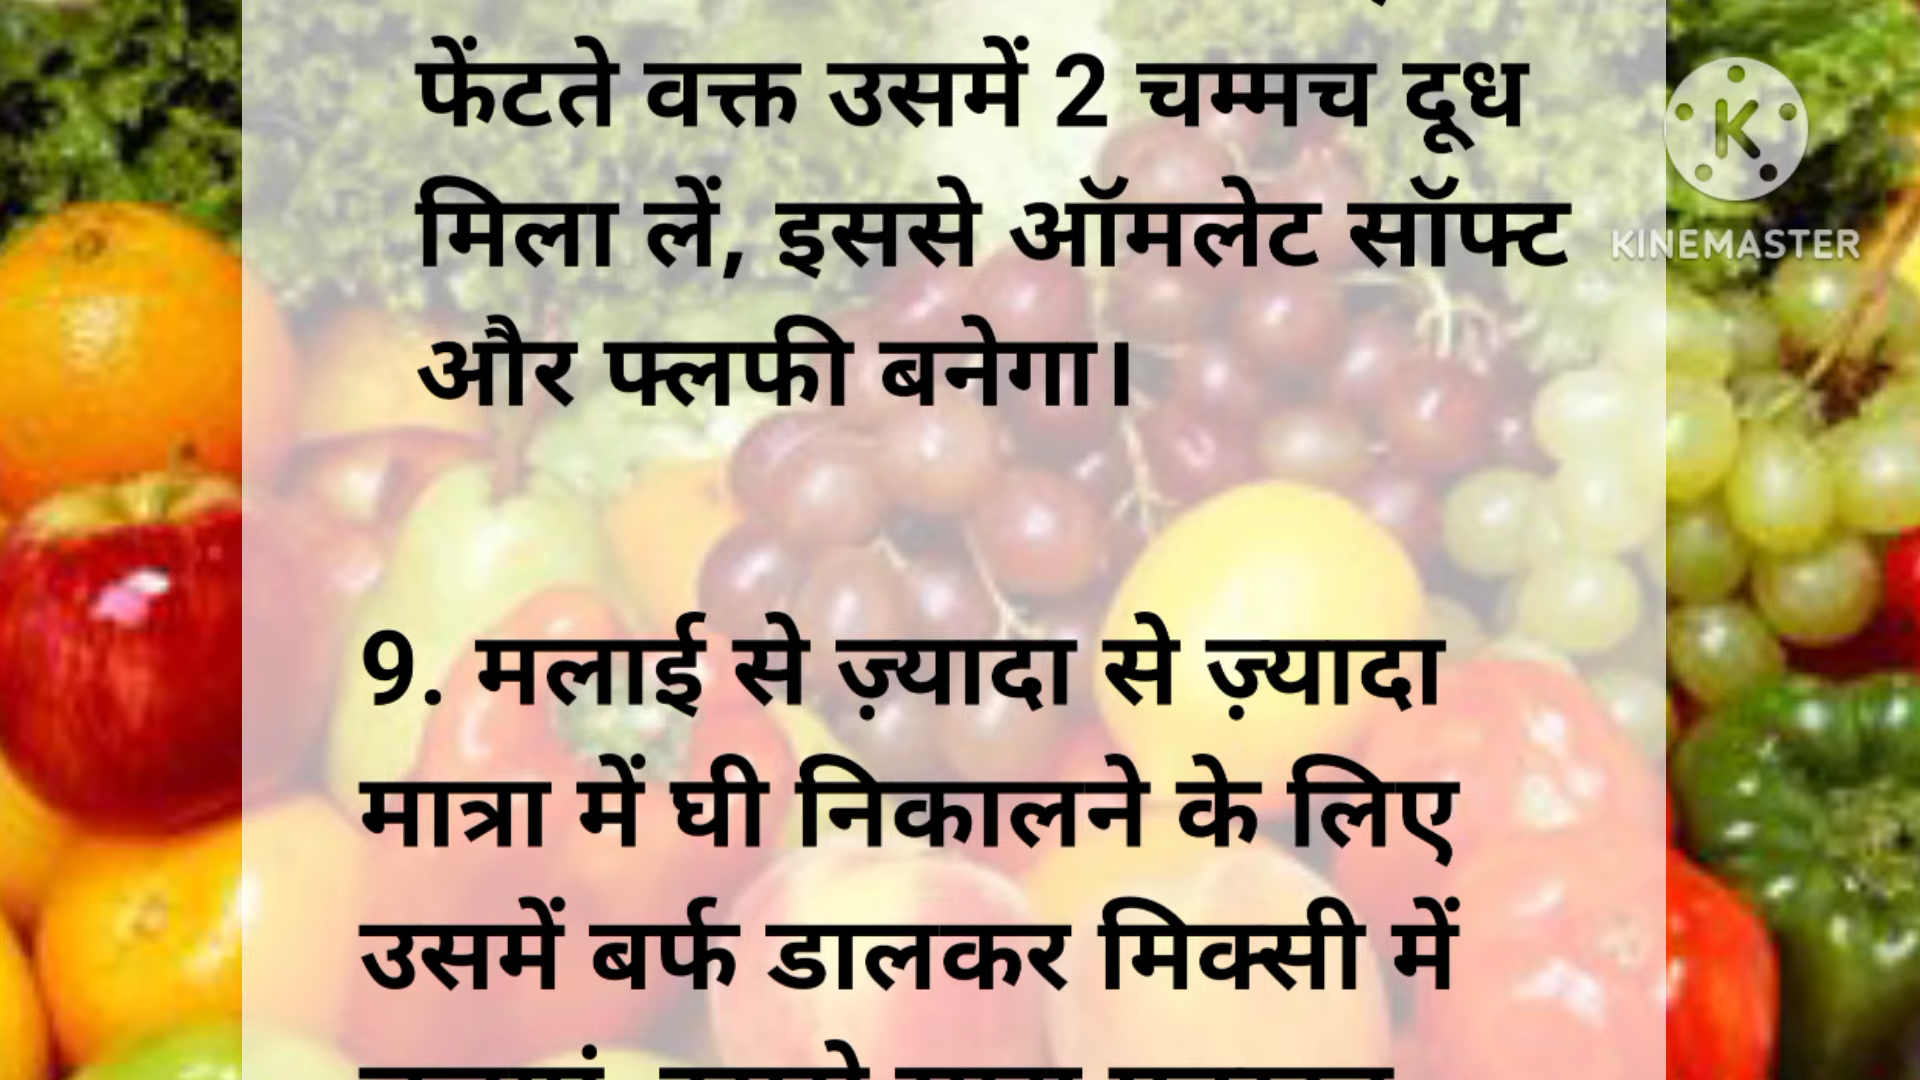 फेंटते वक्त उसमें 2 चम्मच दूध
मिला लें, इससे ऑमलेट सॉफ्ट
और फ्लफी बनेगा।
9. मलाई से ज़्यादा से ज़्यादा
मात्रा में घी निकालने के लिए
उसमें बर्फ डालकर मिक्सी में
K
KINEMASTER